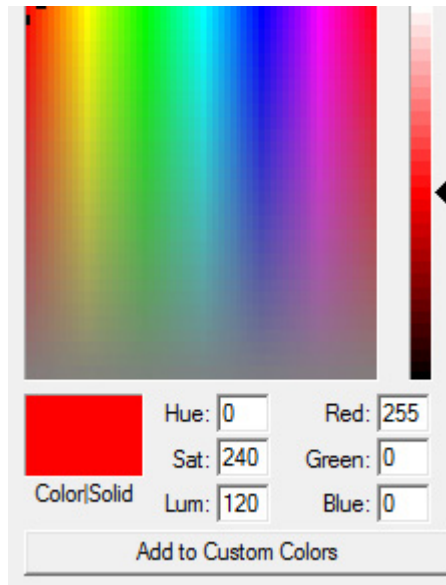 Hue: 0 Red: 255
Sat: 240 Green: 0
Color|Solid
Lum: 120 Blue: 0
Add to Custom Colors